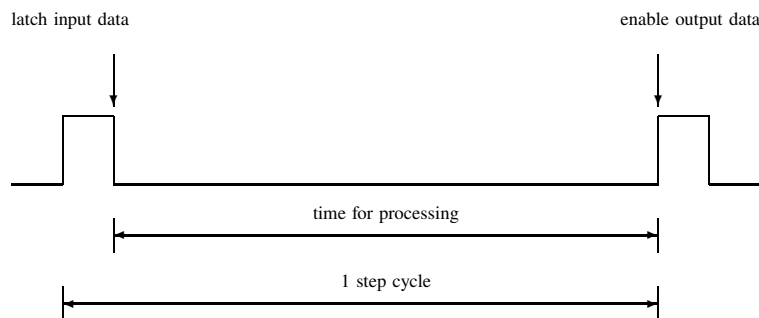 latch input data
enable output data
time for processing
1 step cycle